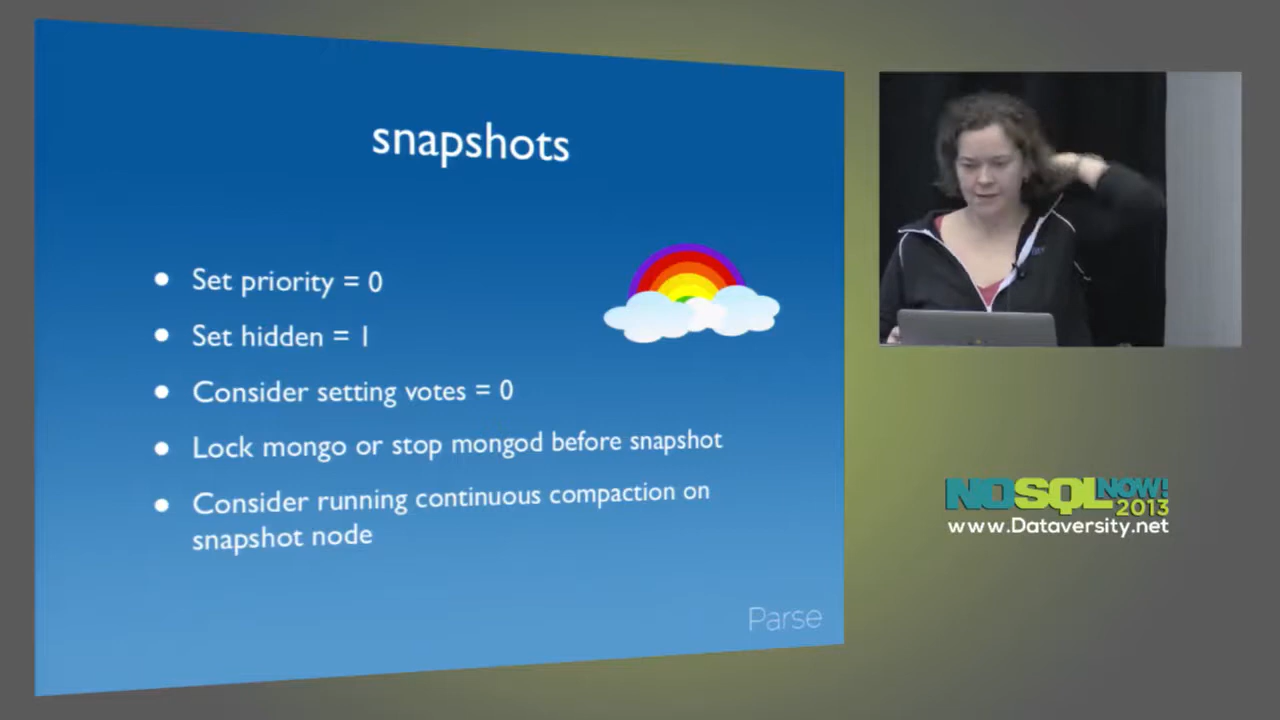 snapshots
Set priority = 0
Set hidden = 1
Consider setting votes = 0
Lock mongo or stop mongod before snapshot
Consider running continuous compaction on
snapshot node
Parse
NOSQL NOW!
2013
www.Dataversity.net